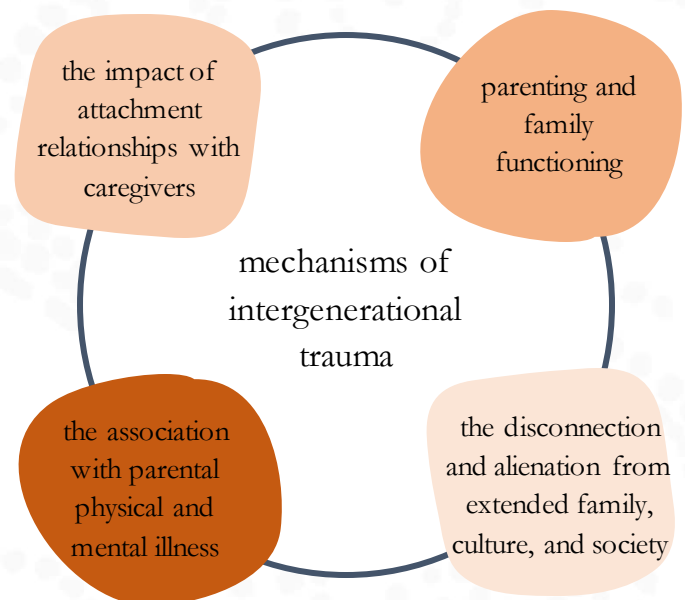 the impact of
attachment
relationships with
caregivers
parenting and
family
functioning
mechanisms of
intergenerational
trauma
the association
with parental
physical and
mental illness
the disconnection
and alienation from
extended family,
culture, and society